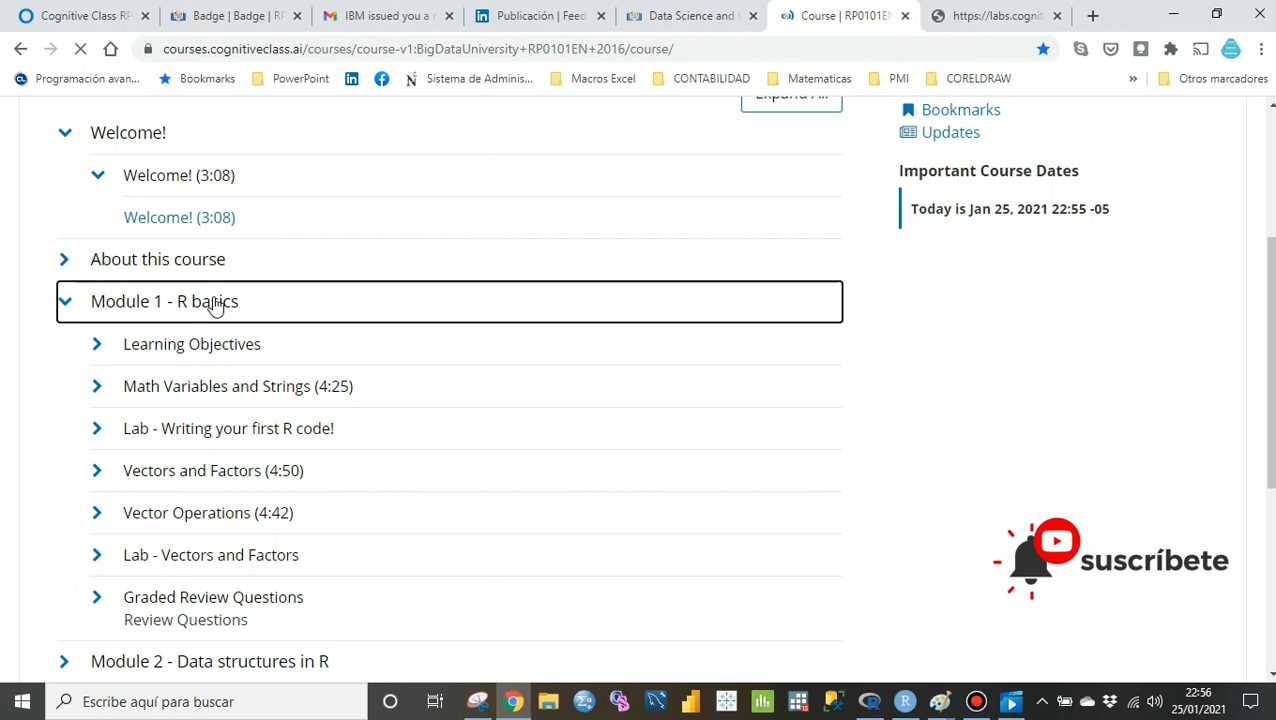 Cognitive Class RP
Badge | Badge | RP
IBM issued you a n
Publicación | Feed
Data Science and C
Course | RP0101EN
https://labs.cognit
courses.cognitiveclass.ai/courses/course-v1:BigDataUniversity+RP0101EN+2016/course/
Programación avan...
Bookmarks
PowerPoint
Sistema de Adminis...
Macros Excel
CONTABILIDAD
Matematicas
PMI
CORELDRAW
»
Otros marcadores
Expand All
Welcome!
Welcome! (3:08)
Welcome! (3:08)
About this course
Module 1 - R basics
Learning Objectives
Math Variables and Strings (4:25)
Lab - Writing your first R code!
Vectors and Factors (4:50)
Vector Operations (4:42)
Lab - Vectors and Factors
Graded Review Questions
Review Questions
Module 2 - Data structures in R
Bookmarks
Updates
Important Course Dates
Today is Jan 25, 2021 22:55 -05
suscríbete
Escribe aquí para buscar
22:56
25/01/2021